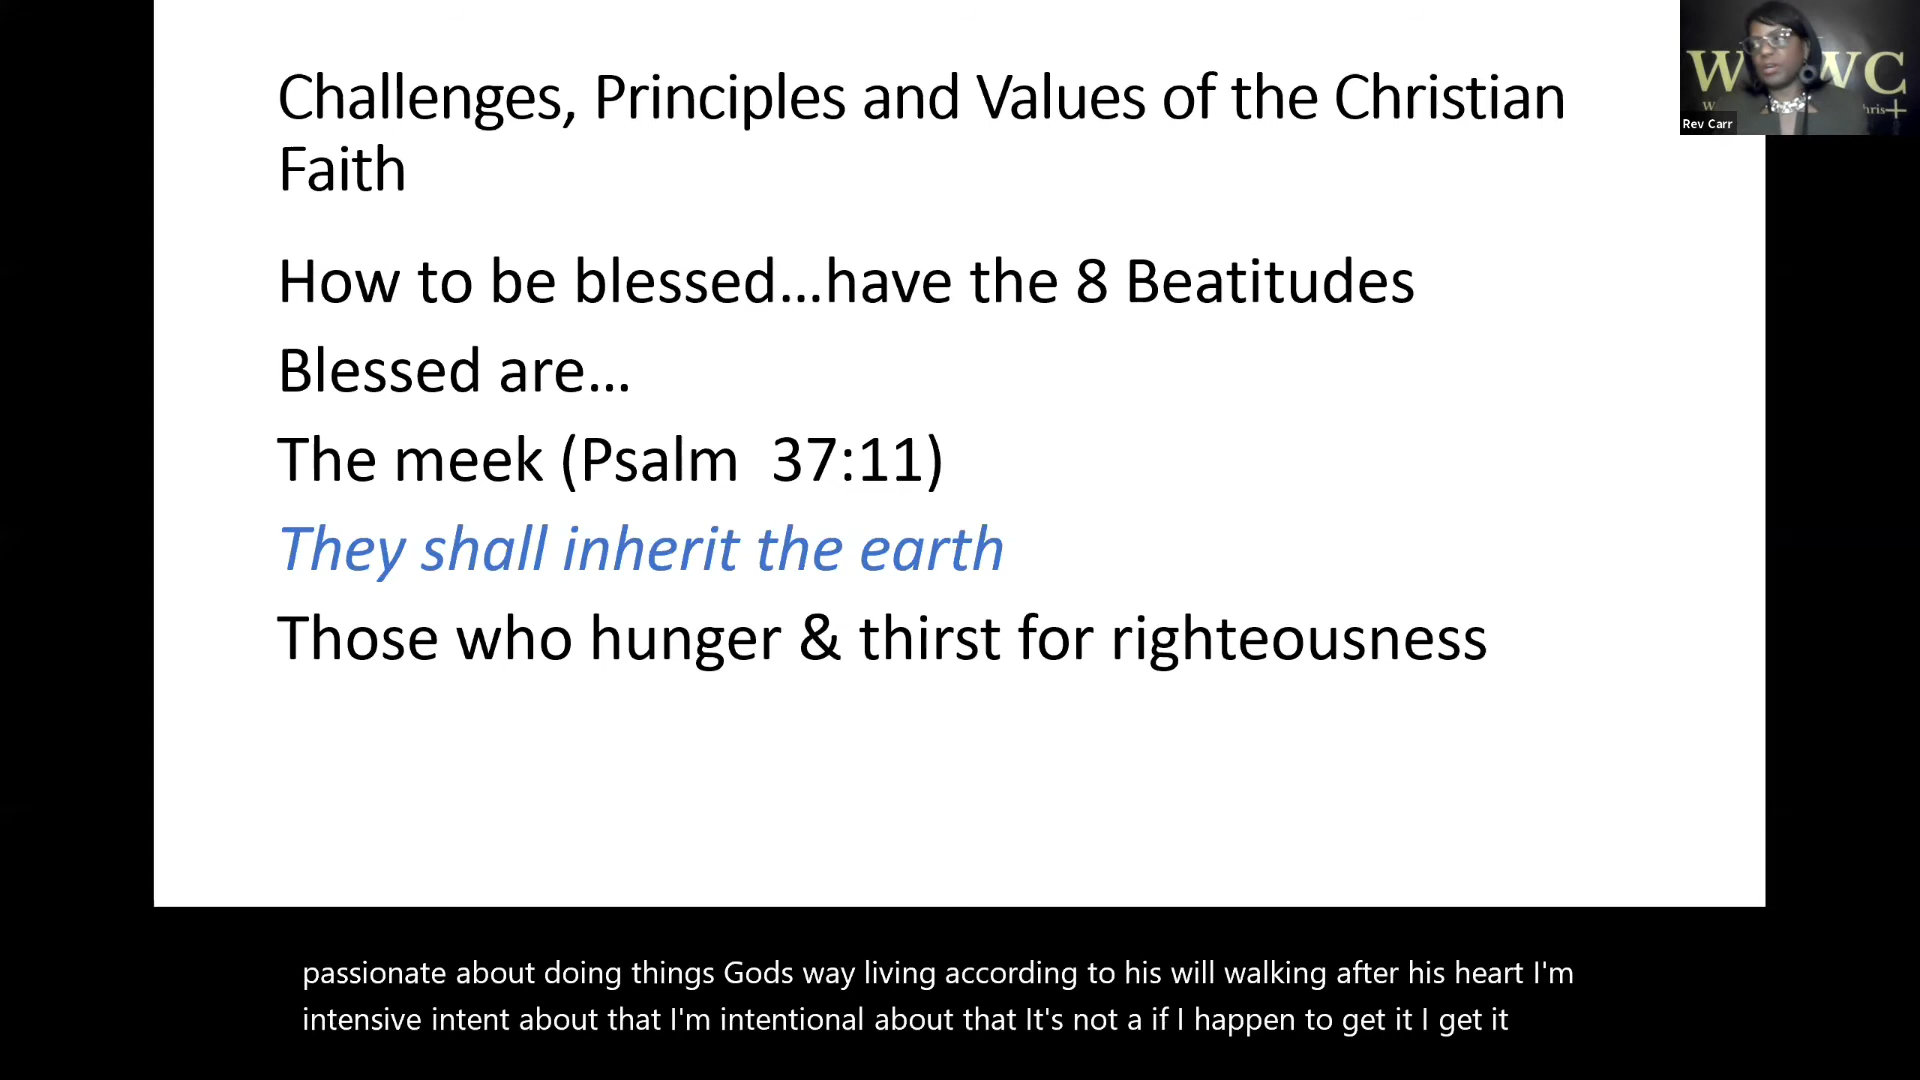 Challenges, Principles and Values of the Christian
Faith
How to be blessed...have the 8 Beatitudes
Blessed are...
The meek (Psalm  37:11)
They shall inherit the earth
Those who hunger & thirst for righteousness
Rev Carr
passionate about doing things Gods way living according to his will walking after his heart I'm
intensive intent about that I'm intentional about that It's not a if I happen to get it I get it